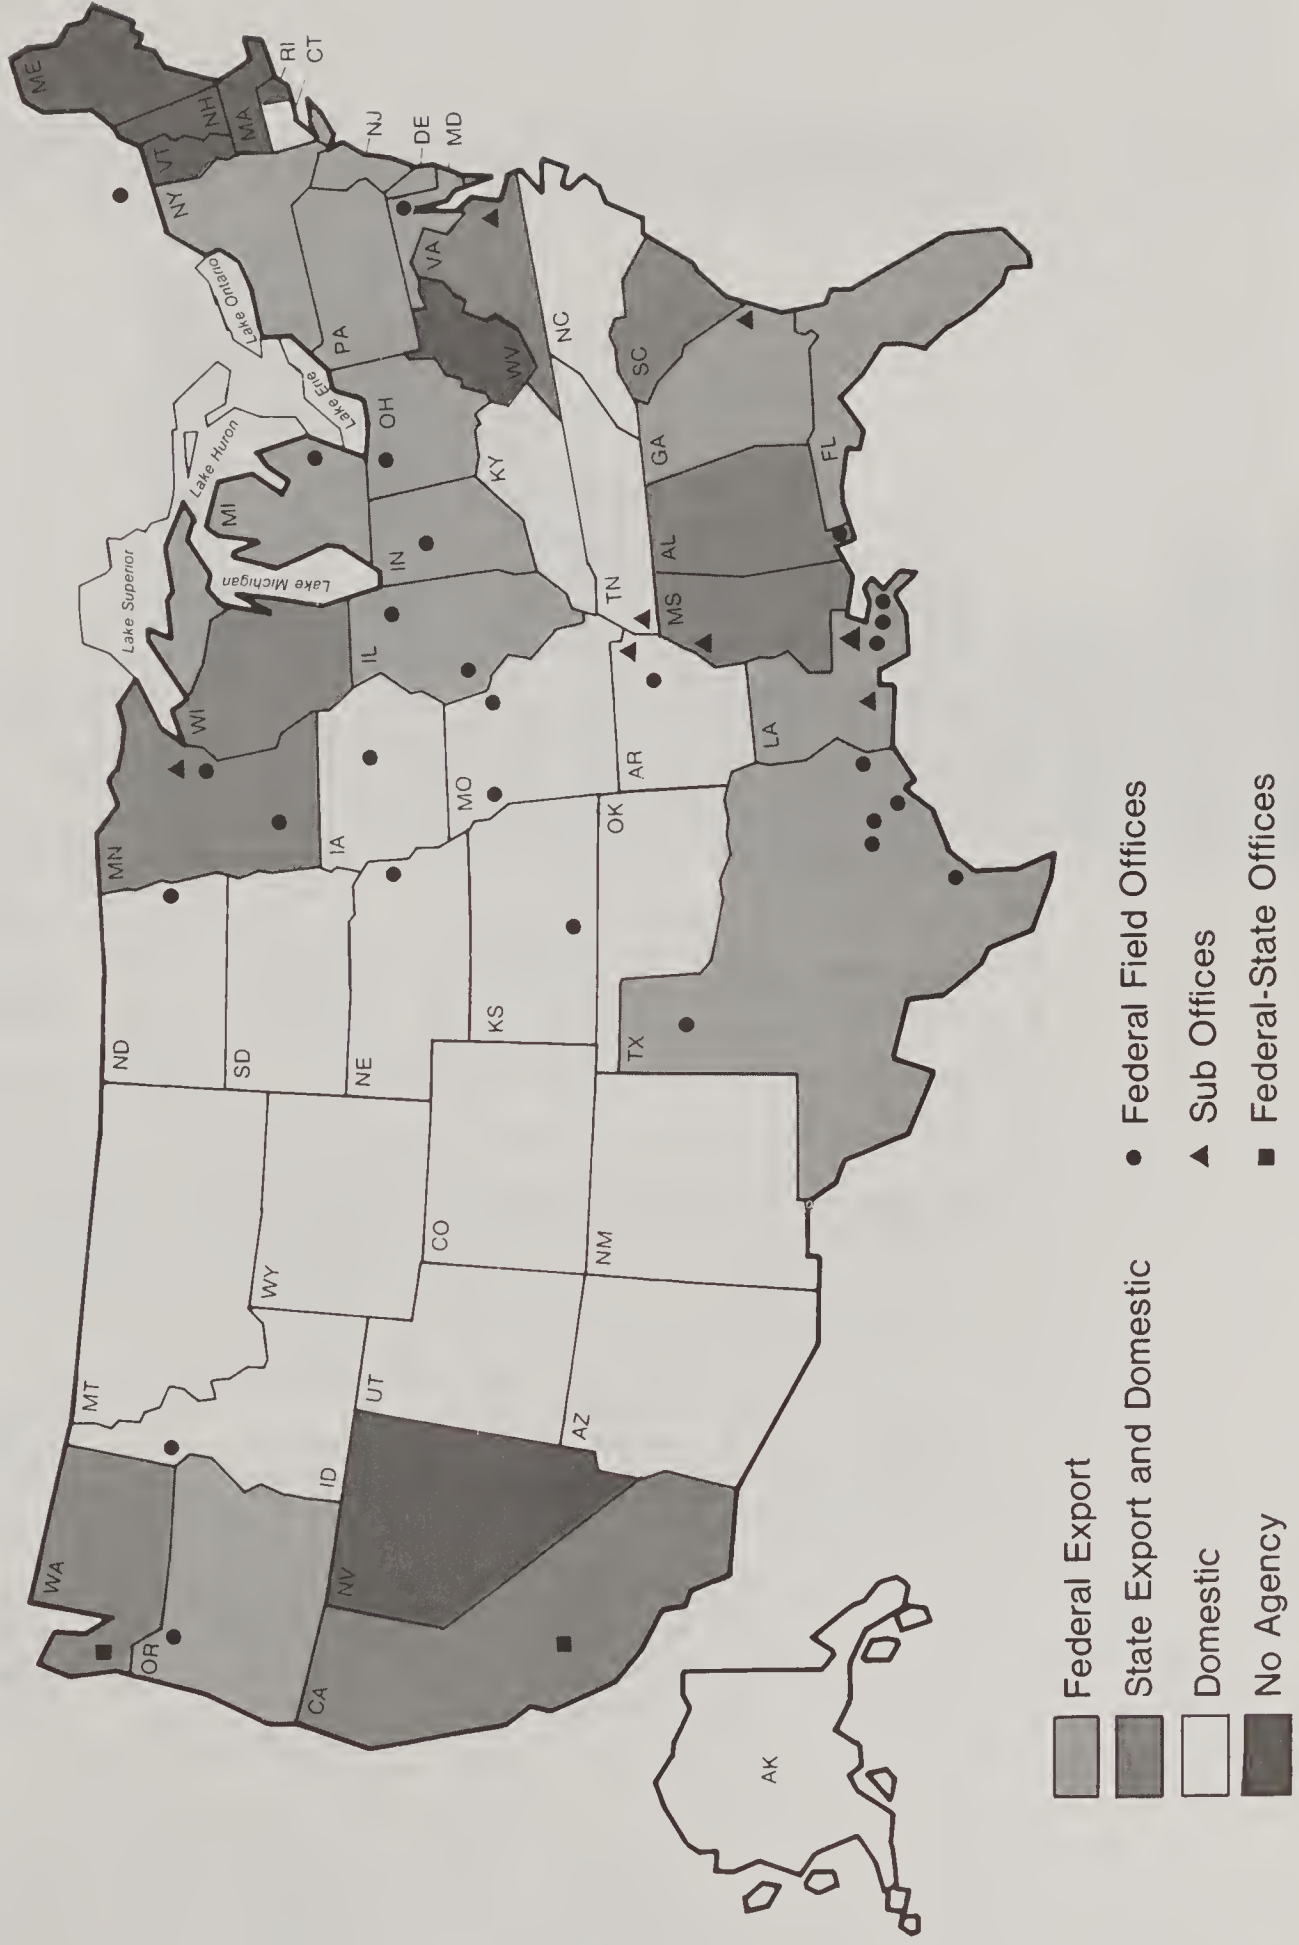 WA
OR
CA
NV
ID
MT
WY
UT
CO
AZ
NM
ND
SD
NE
KS
OK
TX
MN
IA
MO
AR
LA
WI
IL
MI
IN
OH
KY
TN
MS
AL
GA
FL
SC
NC
VA
WV
PA
NY
VT
NH
ME
MA
RI
CT
NJ
DE
MD
AK
Lake Superior
Lake Michigan
Lake Huron
Lake Erie
Lake Ontario
Federal Export
State Export and Domestic
Domestic
No Agency
Federal Field Offices
Sub Offices
Federal-State Offices